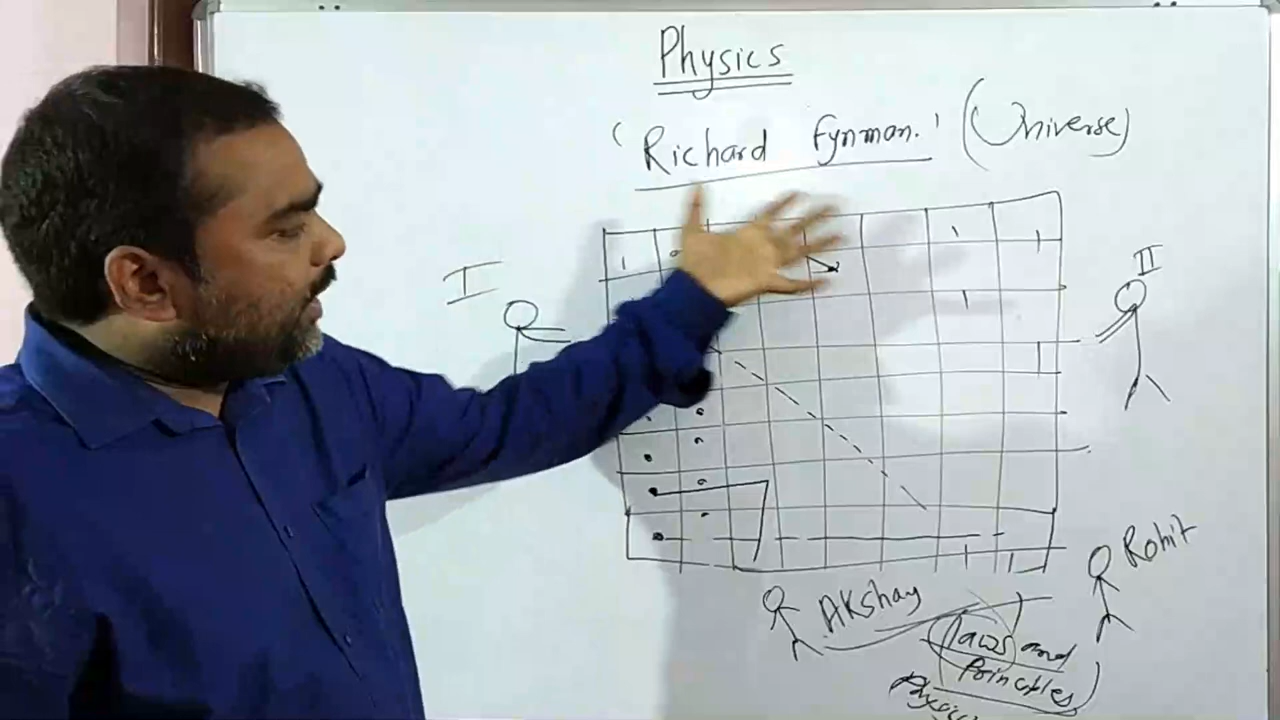 Physics
'Richard Fynman.' (Universe)
I
II
Rohit
AKshay
laws and
Principles